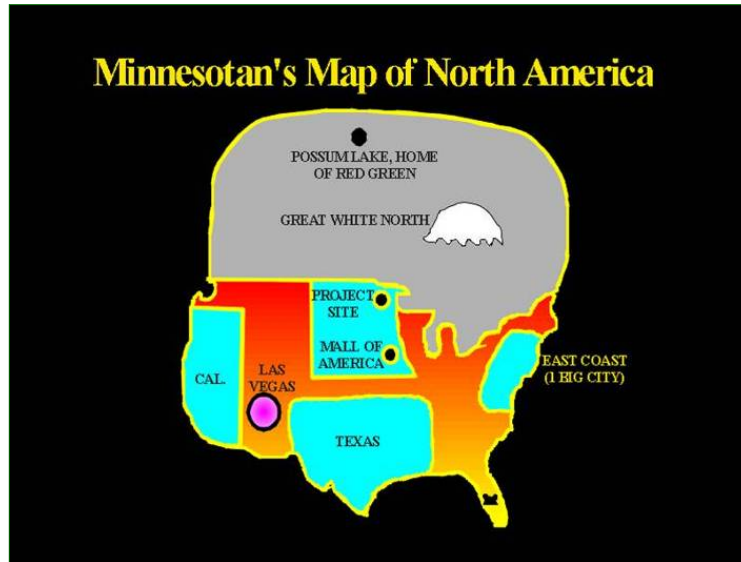 Minnesotan's Map of North America
POSSUM LAKE, HOME
OF RED GREEN
GREAT WHITE NORTH
PROJECT
SITE
MALL OF
AMERICA
CAL.
LAS
VEGAS
EAST COAST
(1 BIG CITY)
TEXAS